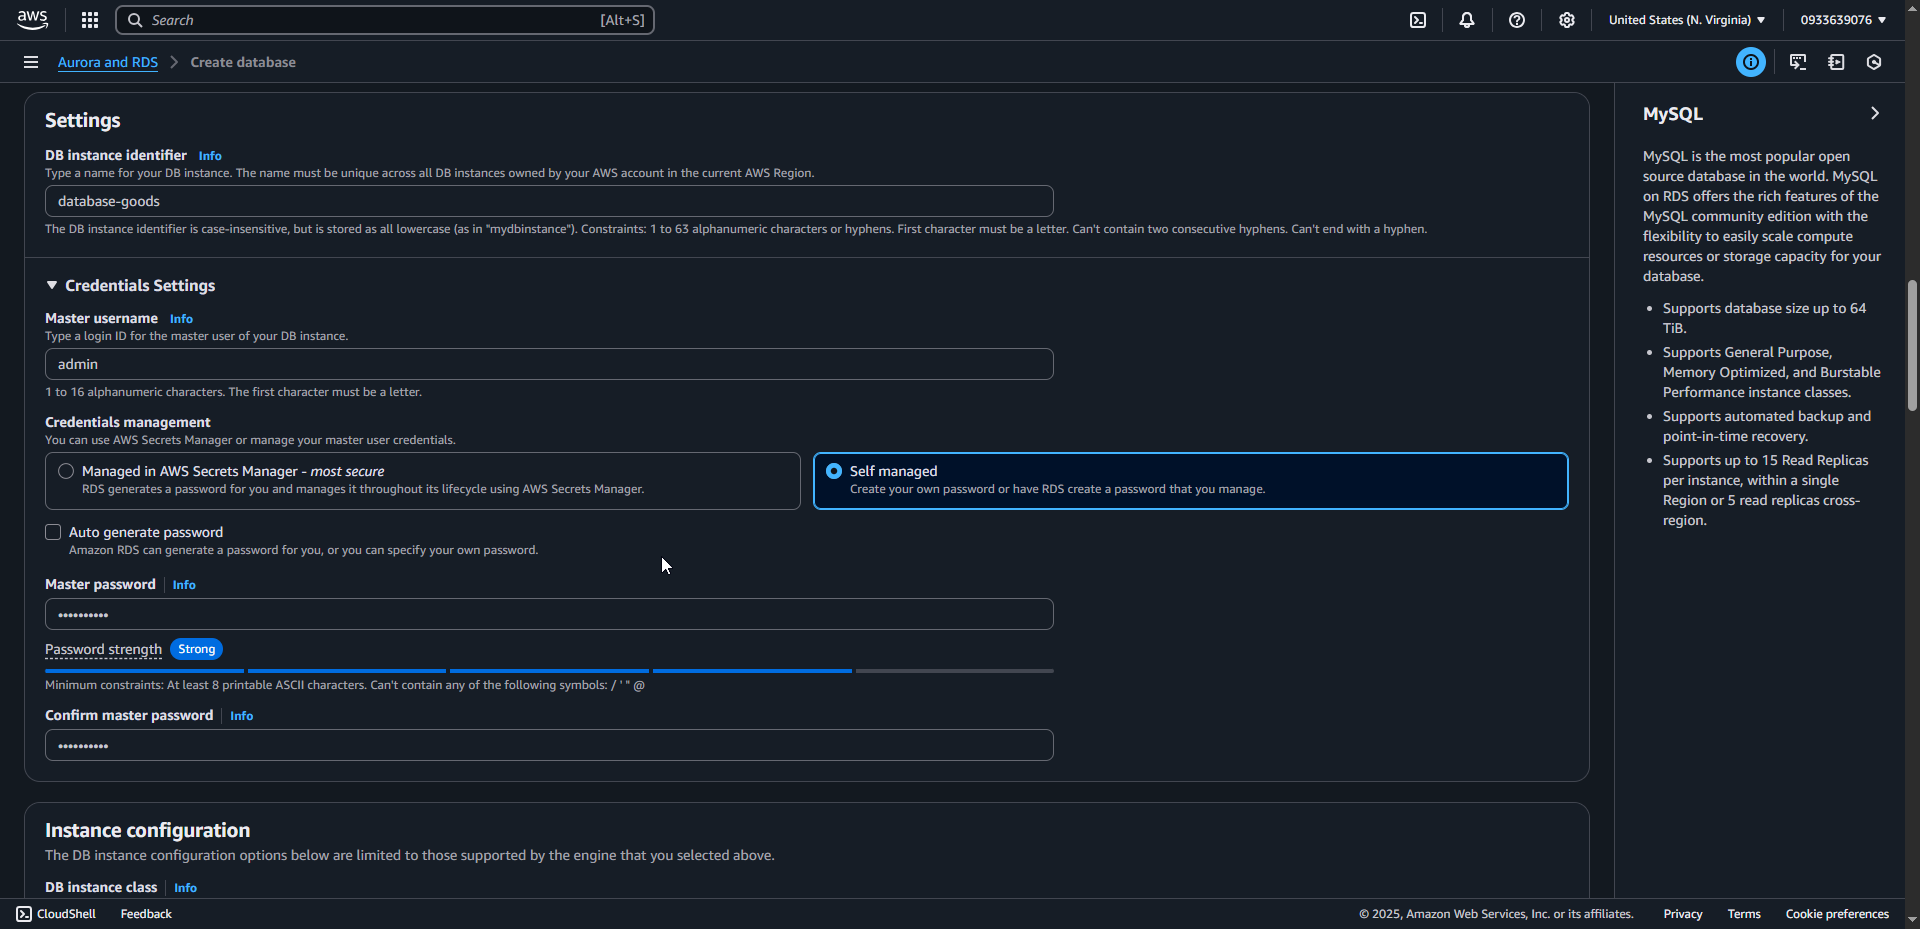 aws
Search [Alt+S]
United States (N. Virginia)
0933639076
Aurora and RDS
Create database
Settings
DB instance identifier Info
Type a name for your DB instance. The name must be unique across all DB instances owned by your AWS account in the current AWS Region.
database-goods
The DB instance identifier is case-insensitive, but is stored as all lowercase (as in "mydbinstance"). Constraints: 1 to 63 alphanumeric characters or hyphens. First character must be a letter. Can't contain two consecutive hyphens. Can't end with a hyphen.
Credentials Settings
Master username Info
Type a login ID for the master user of your DB instance.
admin
1 to 16 alphanumeric characters. The first character must be a letter.
Credentials management
You can use AWS Secrets Manager or manage your master user credentials.
Managed in AWS Secrets Manager - most secure
RDS generates a password for you and manages it throughout its lifecycle using AWS Secrets Manager.
Self managed
Create your own password or have RDS create a password that you manage.
Auto generate password
Amazon RDS can generate a password for you, or you can specify your own password.
Master password Info
••••••••••
Password strength Strong
Minimum constraints: At least 8 printable ASCII characters. Can't contain any of the following symbols: / ' " @
Confirm master password Info
••••••••••
Instance configuration
The DB instance configuration options below are limited to those supported by the engine that you selected above.
DB instance class Info
MySQL
MySQL is the most popular open
source database in the world. MySQL
on RDS offers the rich features of the
MySQL community edition with the
flexibility to easily scale compute
resources or storage capacity for your
database.
• Supports database size up to 64
TiB.
• Supports General Purpose,
Memory Optimized, and Burstable
Performance instance classes.
• Supports automated backup and
point-in-time recovery.
• Supports up to 15 Read Replicas
per instance, within a single
Region or 5 read replicas cross-
region.
CloudShell
Feedback
© 2025, Amazon Web Services, Inc. or its affiliates.
Privacy
Terms
Cookie preferences